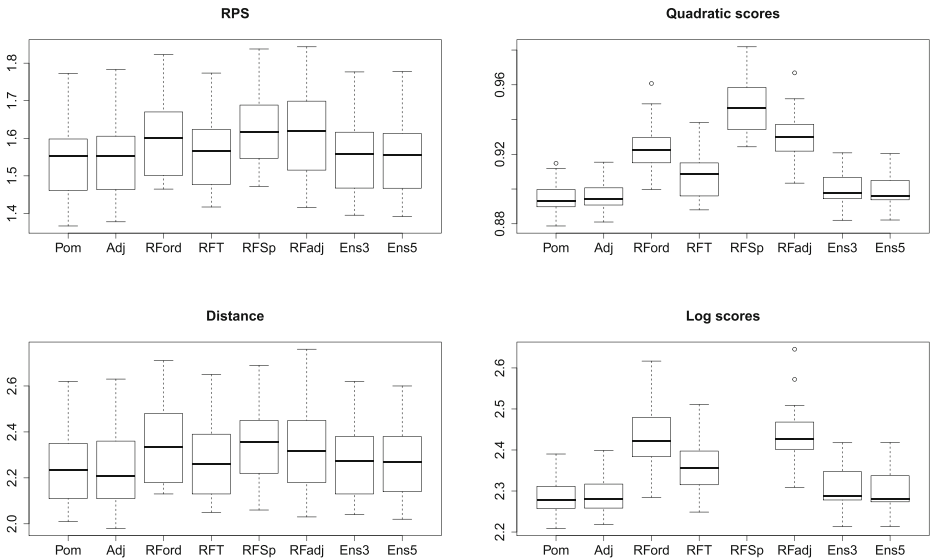 RPS
1.8
1.7
1.6
1.5
1.4
Pom Adj RFord RFT RFSp RFadj Ens3 Ens5
Quadratic scores
0.96
0.92
0.88
Pom Adj RFord RFT RFSp RFadj Ens3 Ens5
Distance
2.6
2.4
2.2
2.0
Pom Adj RFord RFT RFSp RFadj Ens3 Ens5
Log scores
2.6
2.5
2.4
2.3
2.2
Pom Adj RFord RFT RFSp RFadj Ens3 Ens5